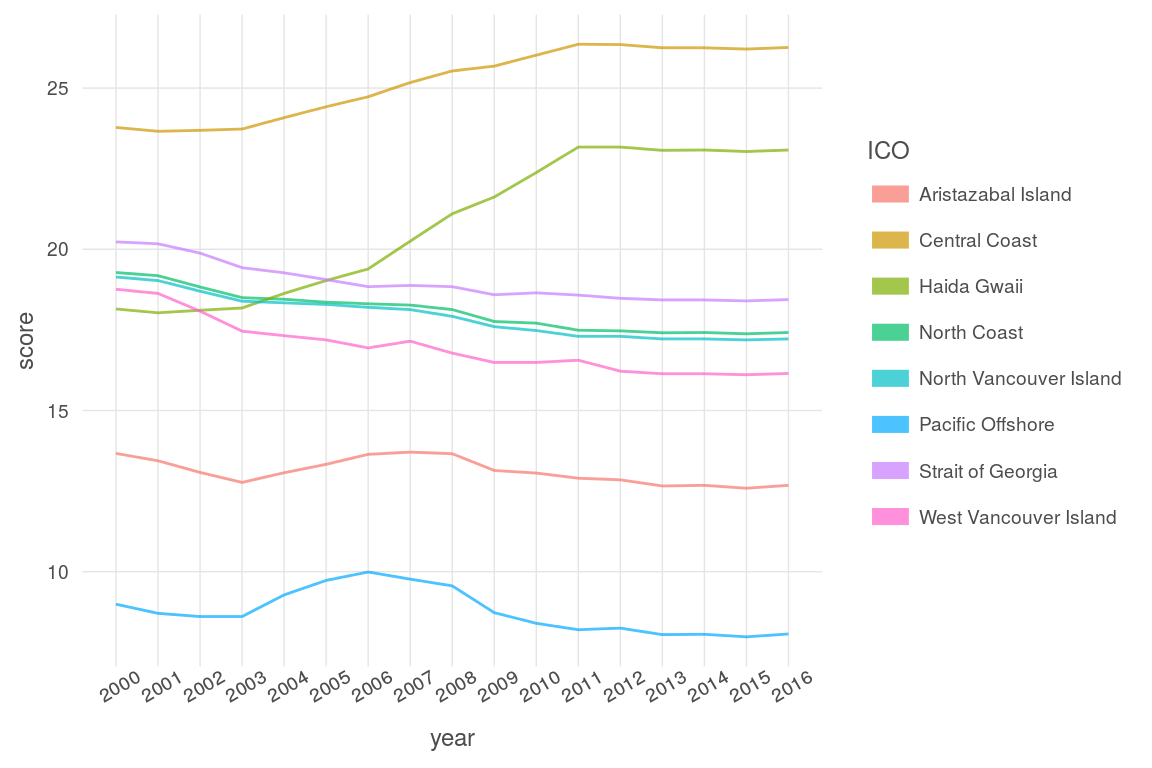 25
20
15
10
score
2000
2001
2002
2003
2004
2005
2006
2007
2008
2009
2010
2011
2012
2013
2014
2015
2016
year
ICO
Aristazabal Island
Central Coast
Haida Gwaii
North Coast
North Vancouver Island
Pacific Offshore
Strait of Georgia
West Vancouver Island